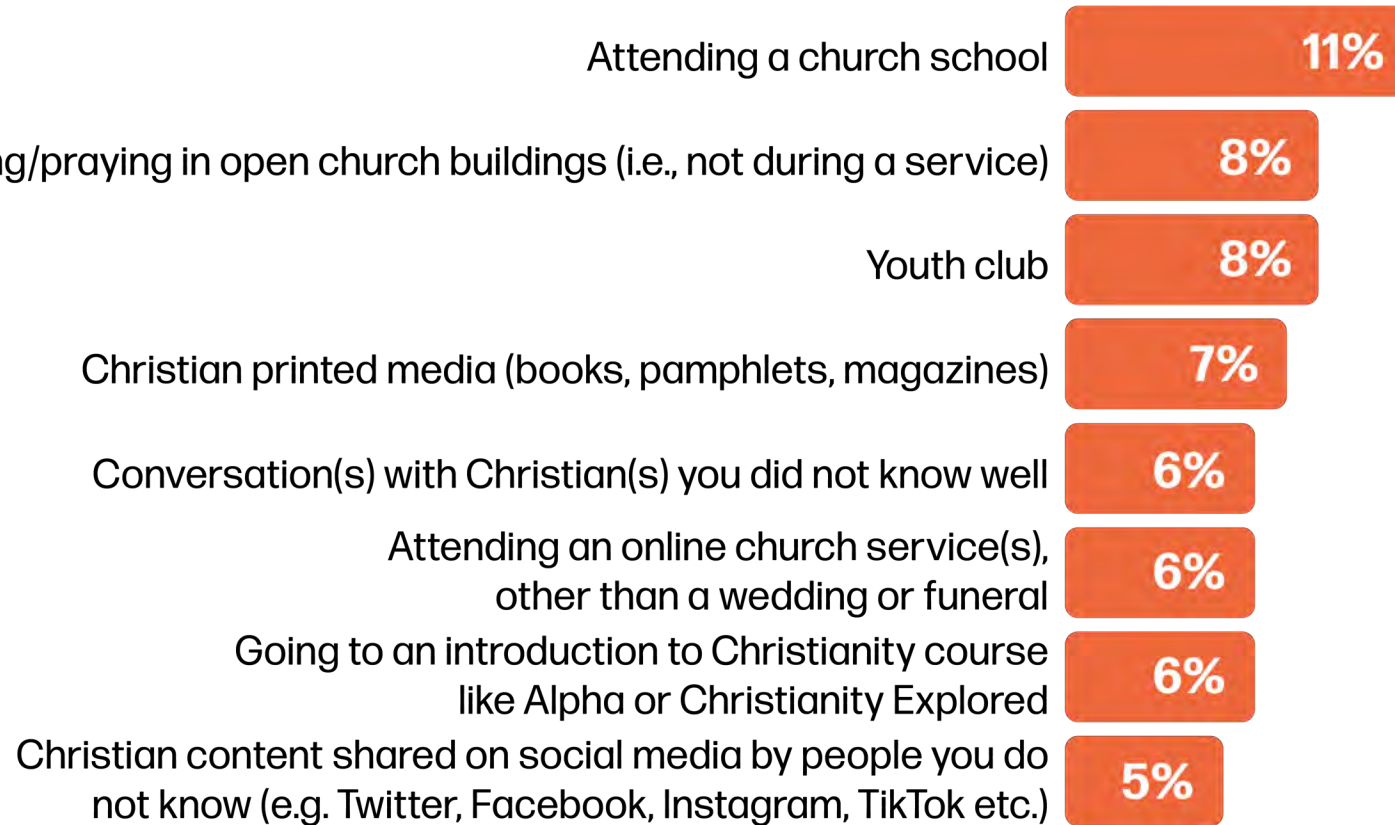 Attending a church school 11%
ng/praying in open church buildings (i.e., not during a service) 8%
Youth club 8%
Christian printed media (books, pamphlets, magazines) 7%
Conversation(s) with Christian(s) you did not know well 6%
Attending an online church service(s),
other than a wedding or funeral 6%
Going to an introduction to Christianity course
like Alpha or Christianity Explored 6%
Christian content shared on social media by people you do
not know (e.g. Twitter, Facebook, Instagram, TikTok etc.) 5%